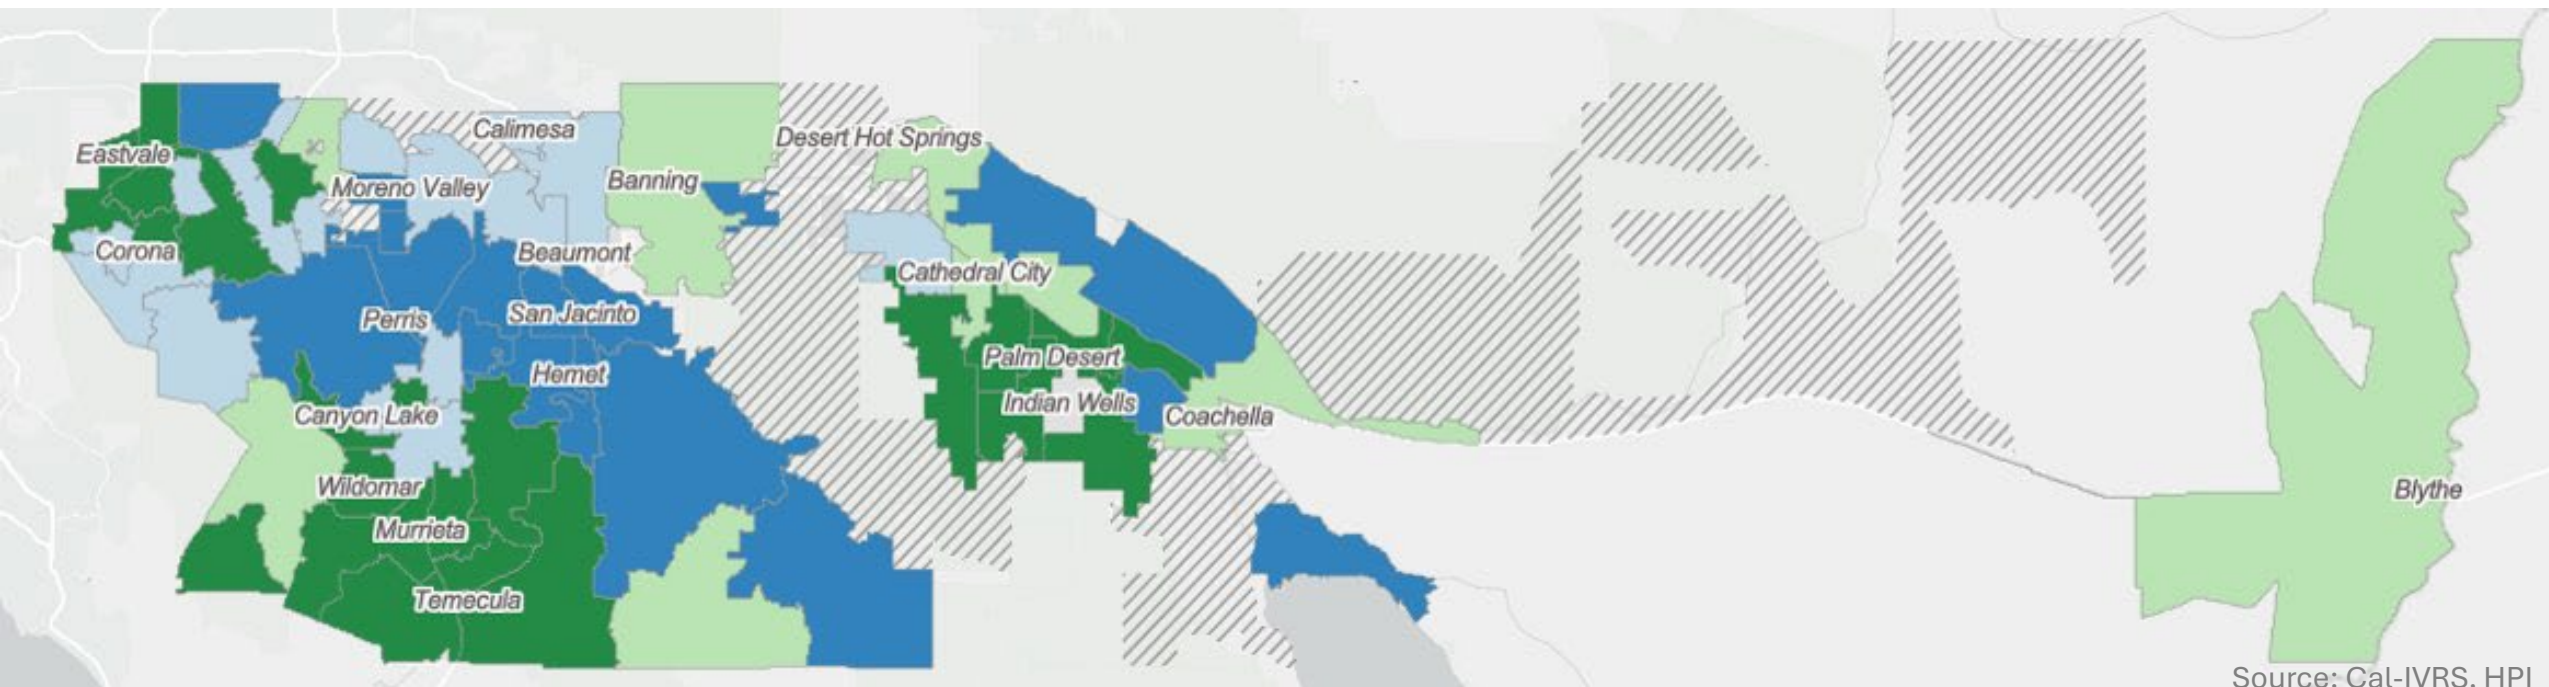 Calimesa
Desert Hot Springs
Eastvale
Moreno Valley
Banning
Corona
Beaumont
Cathedral City
Perris
San Jacinto
Palm Desert
Hemet
Indian Wells
Canyon Lake
Coachella
Wildomar
Blythe
Murrieta
Temecula
Source: Cal-IVRS, HPI